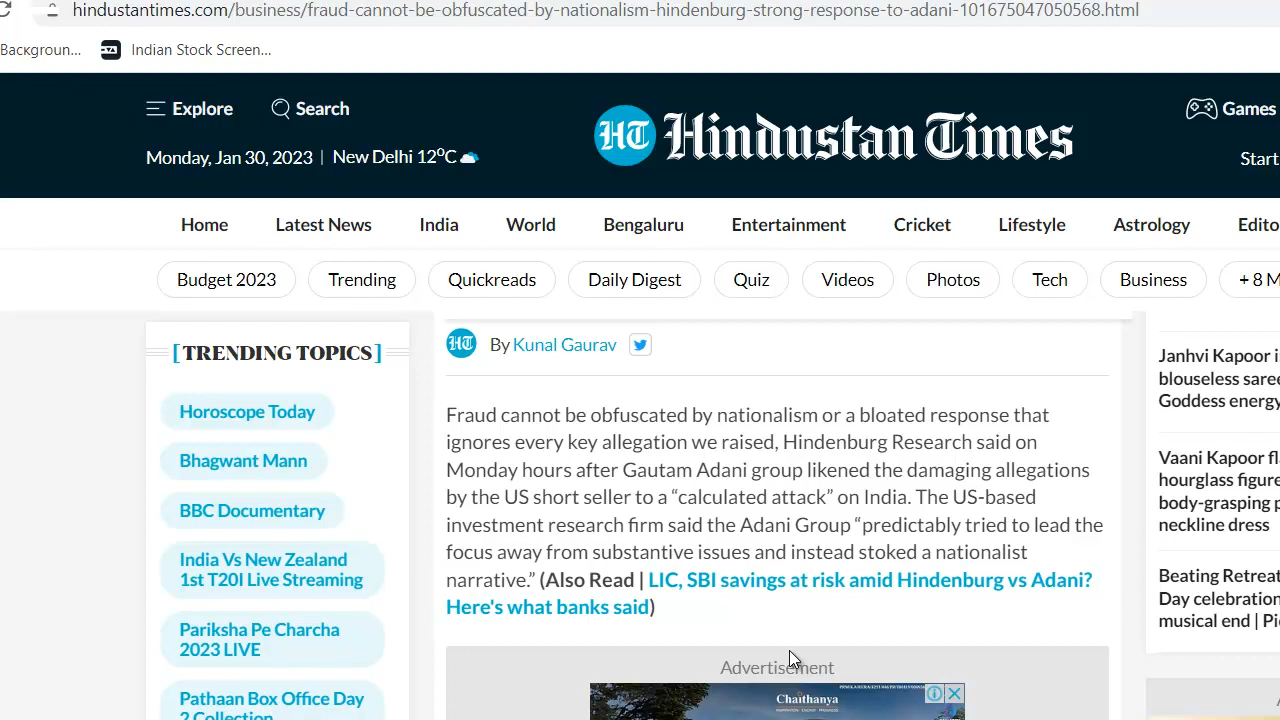 hindustantimes.com/business/fraud-cannot-be-obfuscated-by-nationalism-hindenburg-strong-response-to-adani-101675047050568.html
Backgroun... Indian Stock Screen...
Explore Search
Monday, Jan 30, 2023 | New Delhi 12⁰C
HT Hindustan Times
Games
Start
Home Latest News India World Bengaluru Entertainment Cricket Lifestyle Astrology Edito
Budget 2023 Trending Quickreads Daily Digest Quiz Videos Photos Tech Business + 8 M
[TRENDING TOPICS]
Horoscope Today
Bhagwant Mann
BBC Documentary
India Vs New Zealand
1st T20I Live Streaming
Pariksha Pe Charcha
2023 LIVE
Pathaan Box Office Day
2 Collection
HT By Kunal Gaurav
Fraud cannot be obfuscated by nationalism or a bloated response that
ignores every key allegation we raised, Hindenburg Research said on
Monday hours after Gautam Adani group likened the damaging allegations
by the US short seller to a “calculated attack” on India. The US-based
investment research firm said the Adani Group “predictably tried to lead the
focus away from substantive issues and instead stoked a nationalist
narrative.” (Also Read | LIC, SBI savings at risk amid Hindenburg vs Adani?
Here's what banks said)
Advertisement
Chaithanya
Janhvi Kapoor i
blouseless saree
Goddess energy
Vaani Kapoor fl
hourglass figure
body-grasping p
neckline dress
Beating Retreat
Day celebration
musical end | Pi